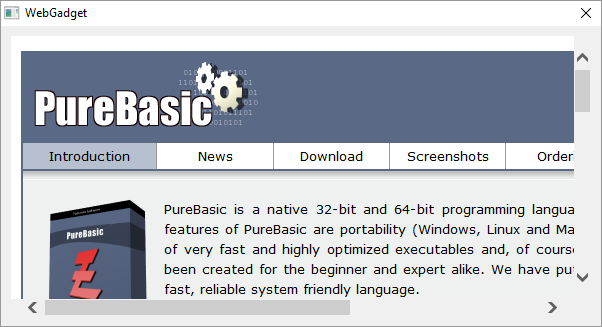 WebGadget
PureBasic
Introduction News Download Screenshots Order
PureBasic
PureBasic is a native 32-bit and 64-bit programming langua
features of PureBasic are portability (Windows, Linux and Ma
of very fast and highly optimized executables and, of course
been created for the beginner and expert alike. We have put
fast, reliable system friendly language.